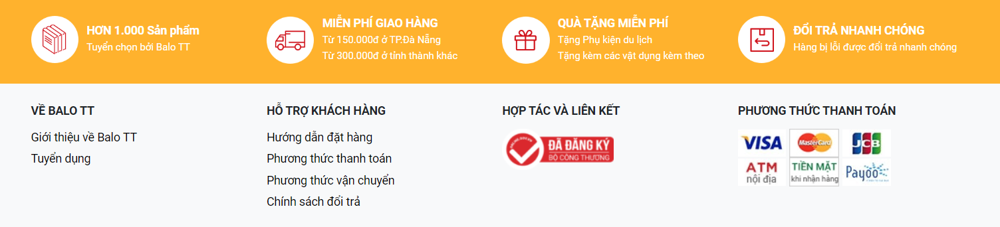 HƠN 1.000 Sản phẩm
Tuyển chọn bởi Balo TT
MIỄN PHÍ GIAO HÀNG
Từ 150.000đ ở TP.Đà Nẵng
Từ 300.000đ ở tỉnh thành khác
QUÀ TẶNG MIỄN PHÍ
Tặng Phụ kiện du lịch
Tặng kèm các vật dụng kèm theo
ĐỔI TRẢ NHANH CHÓNG
Hàng bị lỗi được đổi trả nhanh chóng
VỀ BALO TT
Giới thiệu về Balo TT
Tuyển dụng
HỖ TRỢ KHÁCH HÀNG
Hướng dẫn đặt hàng
Phương thức thanh toán
Phương thức vận chuyển
Chính sách đổi trả
HỢP TÁC VÀ LIÊN KẾT
ĐÃ ĐĂNG KÝ
BỘ CÔNG THƯƠNG
PHƯƠNG THỨC THANH TOÁN
VISA
MasterCard
JCB
ATM
nội địa
TIỀN MẶT
khi nhận hàng
Payoo